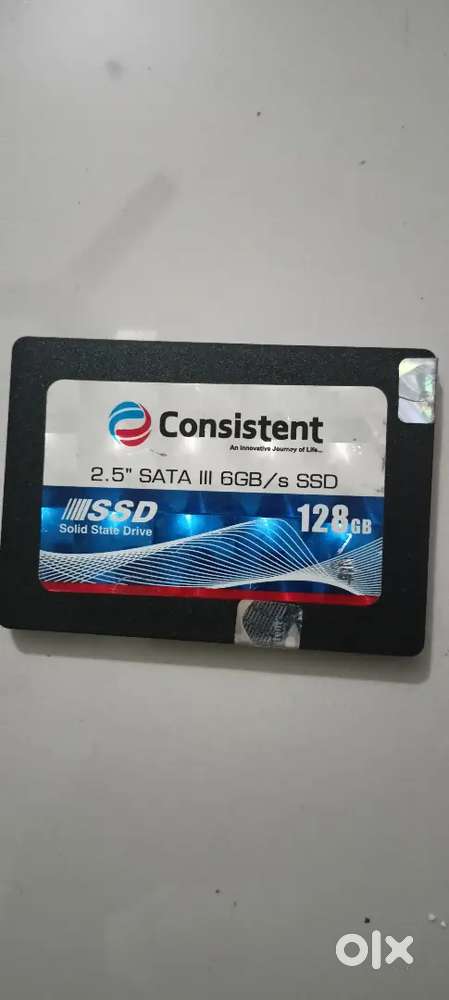 Consistent
An Innovative Journey of Life...
2.5" SATA III 6GB/s SSD
SSD
Solid State Drive
128GB
olx